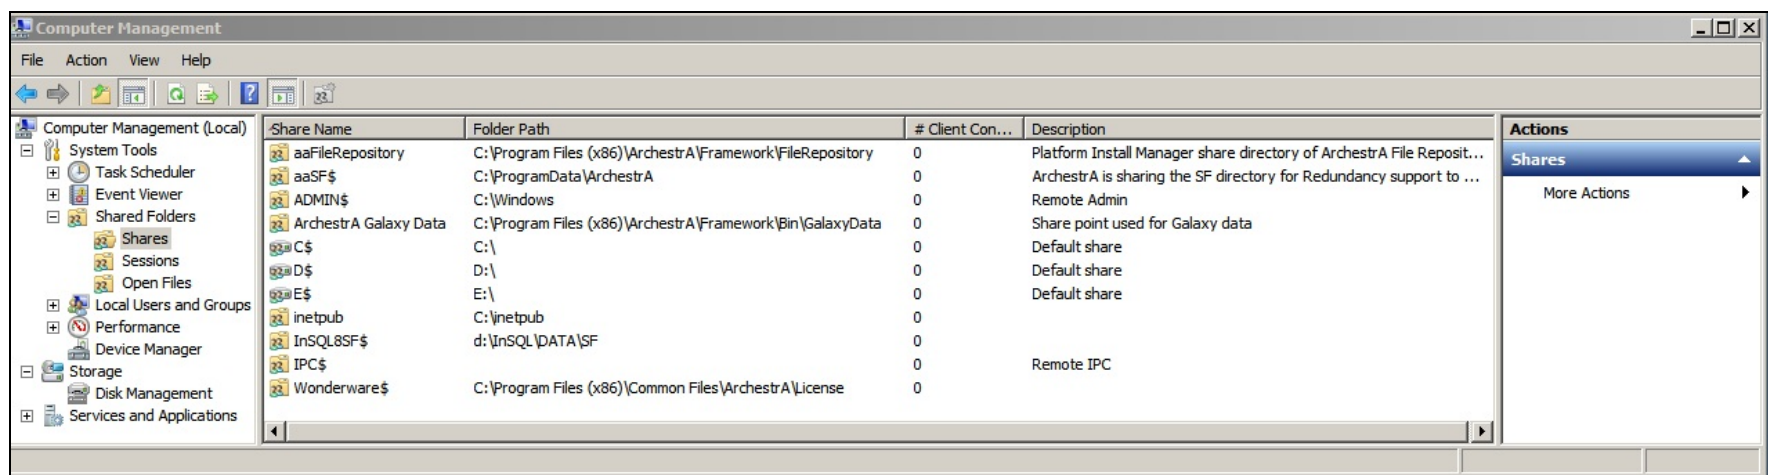 Computer Management
File Action View Help
Computer Management (Local)
System Tools
Task Scheduler
Event Viewer
Shared Folders
Shares
Sessions
Open Files
Local Users and Groups
Performance
Device Manager
Storage
Disk Management
Services and Applications
Share Name Folder Path # Client Con... Description
aaFileRepository C:\Program Files (x86)\ArchestrA\Framework\FileRepository 0 Platform Install Manager share directory of ArchestrA File Reposit...
aaSF$ C:\ProgramData\ArchestrA 0 ArchestrA is sharing the SF directory for Redundancy support to ...
ADMIN$ C:\Windows 0 Remote Admin
ArchestrA Galaxy Data C:\Program Files (x86)\ArchestrA\Framework\Bin\GalaxyData 0 Share point used for Galaxy data
C$ C:\ 0 Default share
D$ D:\ 0 Default share
E$ E:\ 0 Default share
inetpub C:\inetpub 0
InSQL8SF$ d:\InSQL\DATA\SF 0
IPC$ 0 Remote IPC
Wonderware$ C:\Program Files (x86)\Common Files\ArchestrA\License 0
Actions
Shares
More Actions